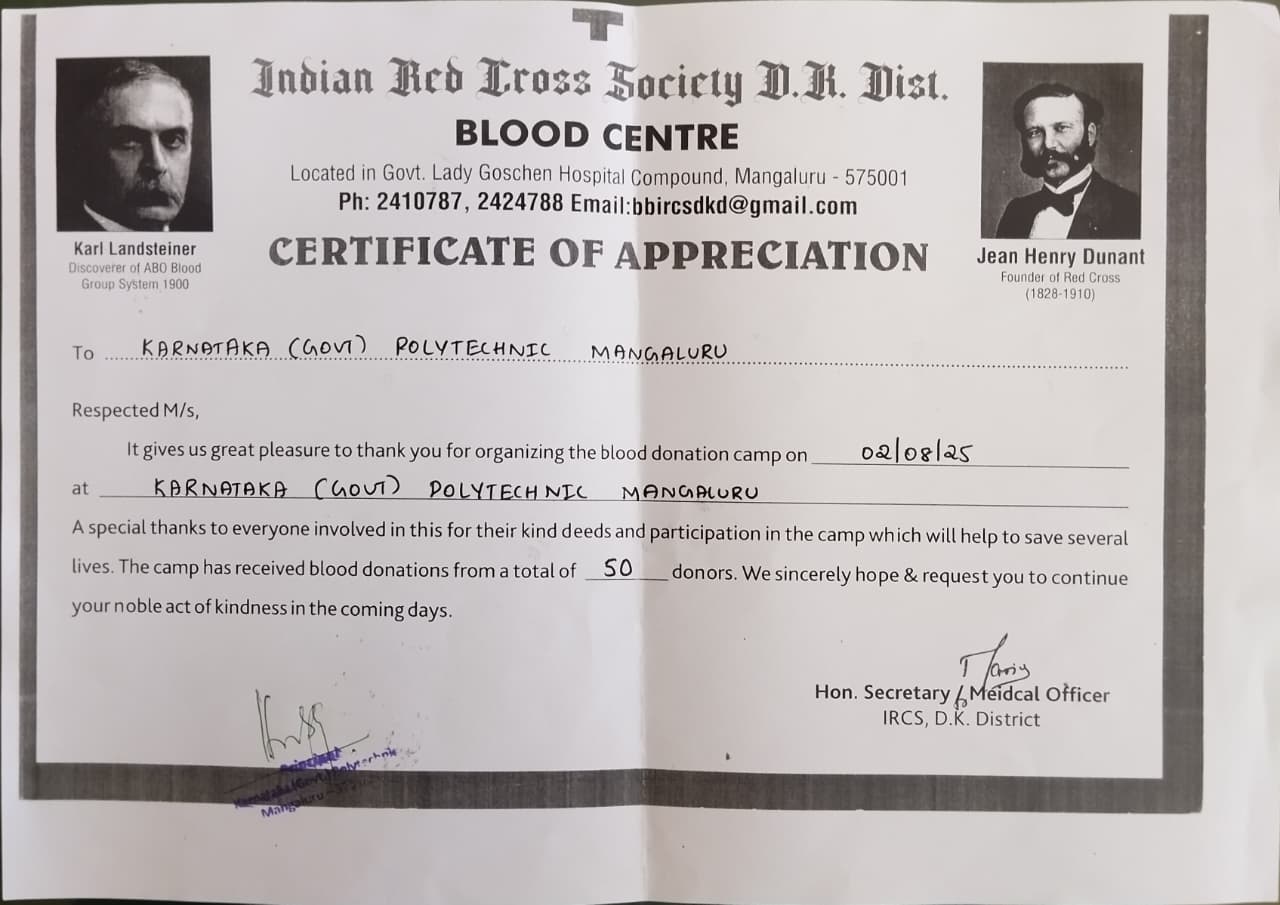 Indian Red Cross Society D.K. Dist.
BLOOD CENTRE
Located in Govt. Lady Goschen Hospital Compound, Mangaluru - 575001
Ph: 2410787, 2424788 Email:bbircsdkd@gmail.com
CERTIFICATE OF APPRECIATION
Karl Landsteiner
Discoverer of ABO Blood
Group System 1900
Jean Henry Dunant
Founder of Red Cross
(1828-1910)
To KARNATAKA (GOVT) POLYTECHNIC MANGALURU
Respected M/s,
It gives us great pleasure to thank you for organizing the blood donation camp on 02/08/25
at KARNATAKA (GOVT) POLYTECHNIC MANGALURU
A special thanks to everyone involved in this for their kind deeds and participation in the camp which will help to save several
lives. The camp has received blood donations from a total of 50 donors. We sincerely hope & request you to continue
your noble act of kindness in the coming days.
Hon. Secretary / Meidcal Officer
IRCS, D.K. District
Principal
Karnataka (Govt.) Polytechnic
Mangaluru